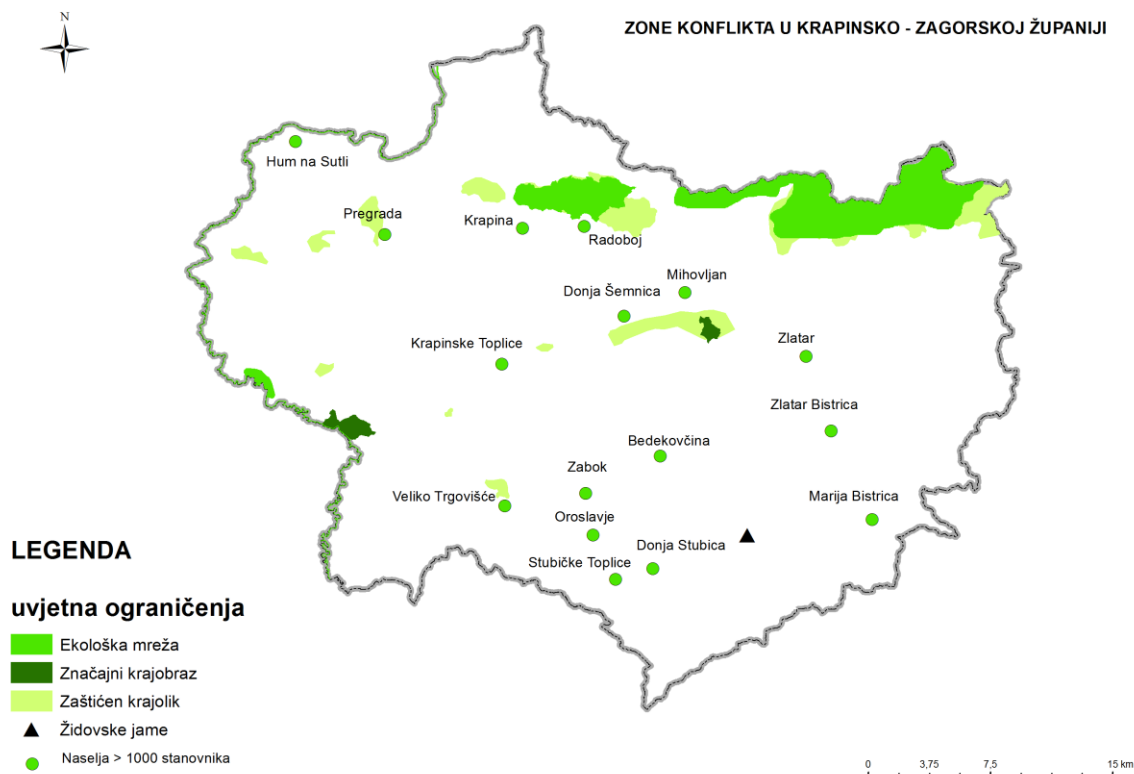 N
ZONE KONFLIKTA U KRAPINSKO - ZAGORSKOJ ŽUPANIJI
Hum na Sutli
Pregrada
Krapina
Radoboj
Mihovljan
Donja Šemnica
Krapinske Toplice
Zlatar
Zlatar Bistrica
Bedekovčina
Zabok
Veliko Trgovišće
Marija Bistrica
Oroslavje
Donja Stubica
Stubičke Toplice
LEGENDA
uvjetna ograničenja
Ekološka mreža
Značajni krajobraz
Zaštićen krajolik
Židovske jame
Naselja > 1000 stanovnika
0 3,75 7,5 15 km